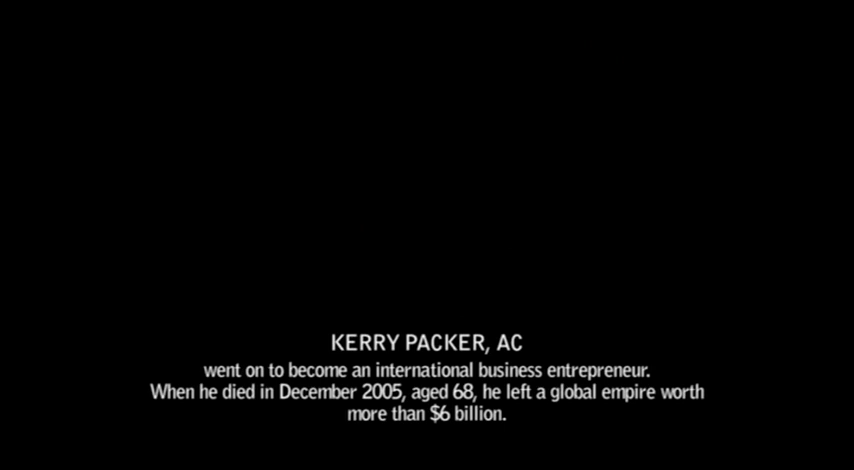 KERRY PACKER, AC
went on to become an international business entrepreneur.
When he died in December 2005, aged 68, he left a global empire worth
more than $6 billion.